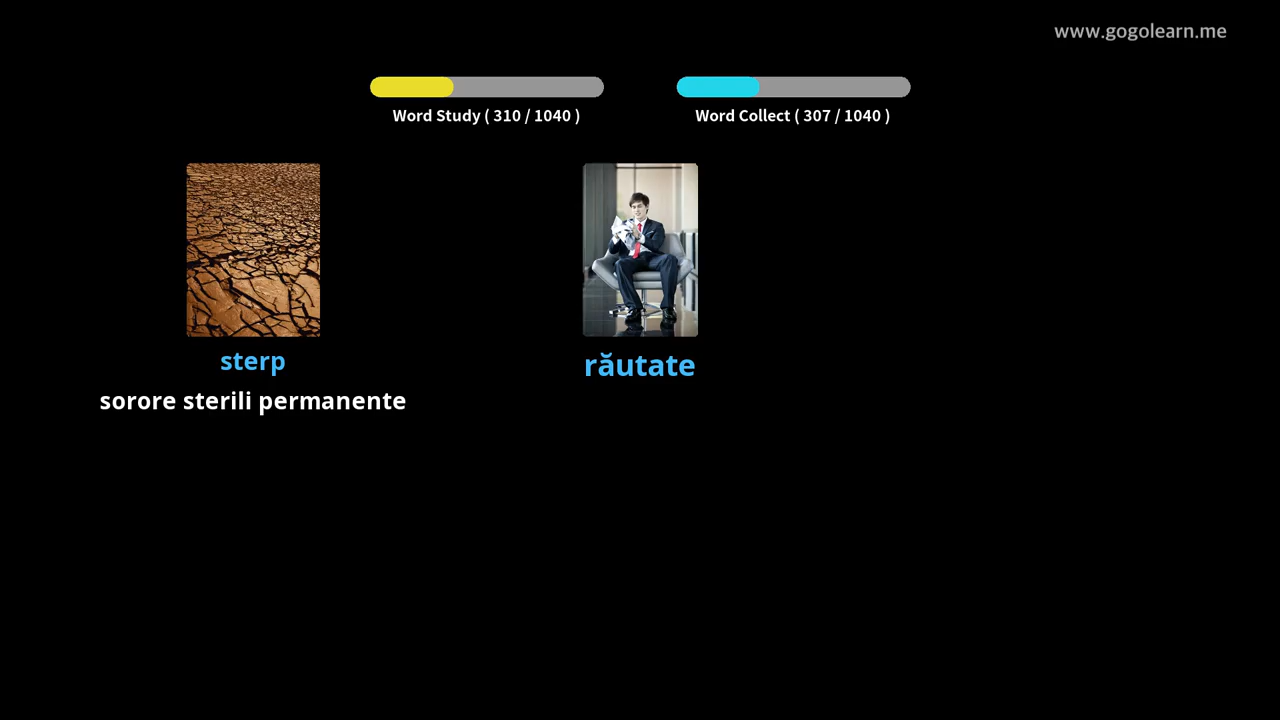 www.gogolearn.me
Word Study ( 310 / 1040 )
Word Collect ( 307 / 1040 )
sterp
răutate
sorore sterili permanente